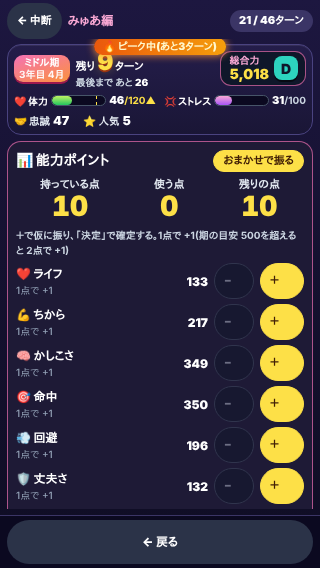 ← 中断
みゅあ編
21 / 46ターン
🔥 ピーク中(あと3ターン)
ミドル期
3年目 4月
残り 9 ターン
最後まで あと 26
総合力
5,018
D
❤️ 体力 46/120▲
💢 ストレス 31/100
🤝 忠誠 47 ⭐ 人気 5
📊 能力ポイント
おまかせで振る
持っている点 使う点 残りの点
10 0 10
＋で仮に振り、「決定」で確定する。1点で +1(期の目安 500を超える
と 2点で +1)
❤️ ライフ
1点で +1
133 − ＋
💪 ちから
1点で +1
217 − ＋
🧠 かしこさ
1点で +1
349 − ＋
🎯 命中
1点で +1
350 − ＋
💨 回避
1点で +1
196 − ＋
🛡️ 丈夫さ
1点で +1
132 − ＋
← 戻る